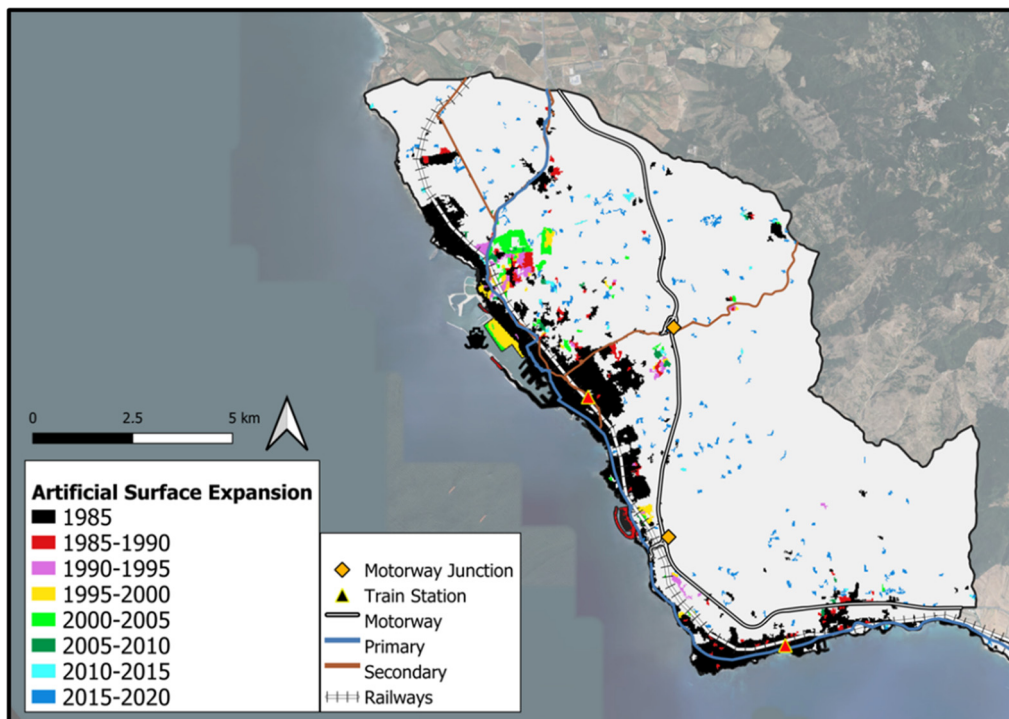 0 2.5 5 km
Artificial Surface Expansion
1985
1985-1990
1990-1995
1995-2000
2000-2005
2005-2010
2010-2015
2015-2020
Motorway Junction
Train Station
Motorway
Primary
Secondary
Railways